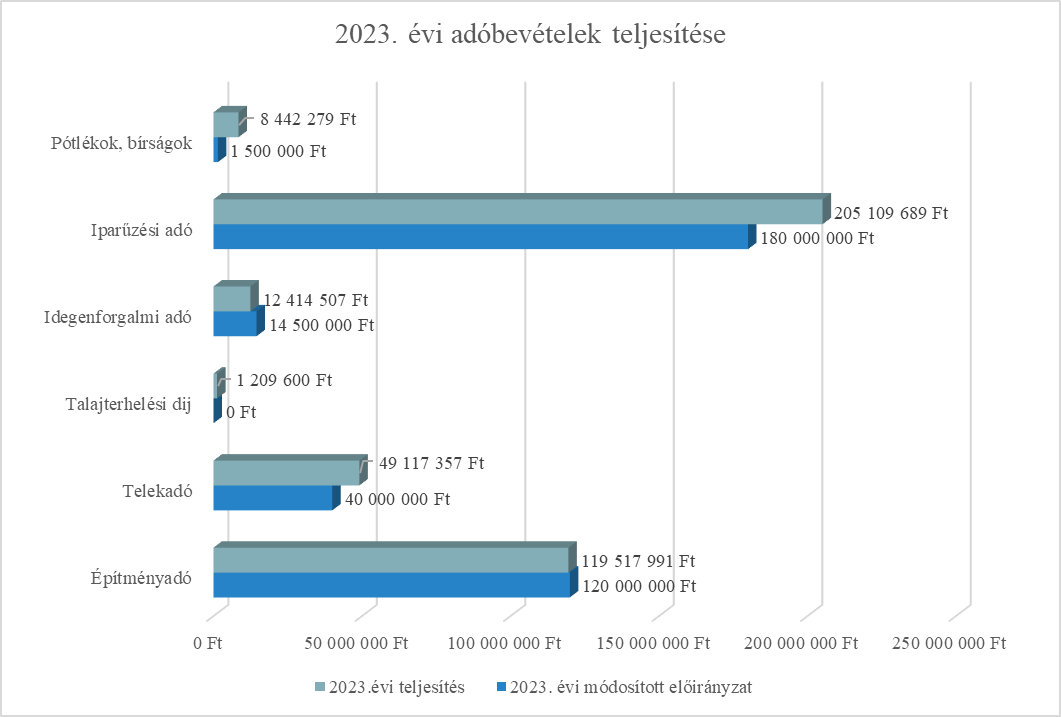 2023. évi adóbevételek teljesítése
Pótlékok, bírságok
8 442 279 Ft
1 500 000 Ft
Iparűzési adó
205 109 689 Ft
180 000 000 Ft
Idegenforgalmi adó
12 414 507 Ft
14 500 000 Ft
Talajterhelési díj
1 209 600 Ft
0 Ft
Telekadó
49 117 357 Ft
40 000 000 Ft
Építményadó
119 517 991 Ft
120 000 000 Ft
0 Ft 50 000 000 Ft 100 000 000 Ft 150 000 000 Ft 200 000 000 Ft 250 000 000 Ft
2023.évi teljesítés 2023. évi módosított előirányzat